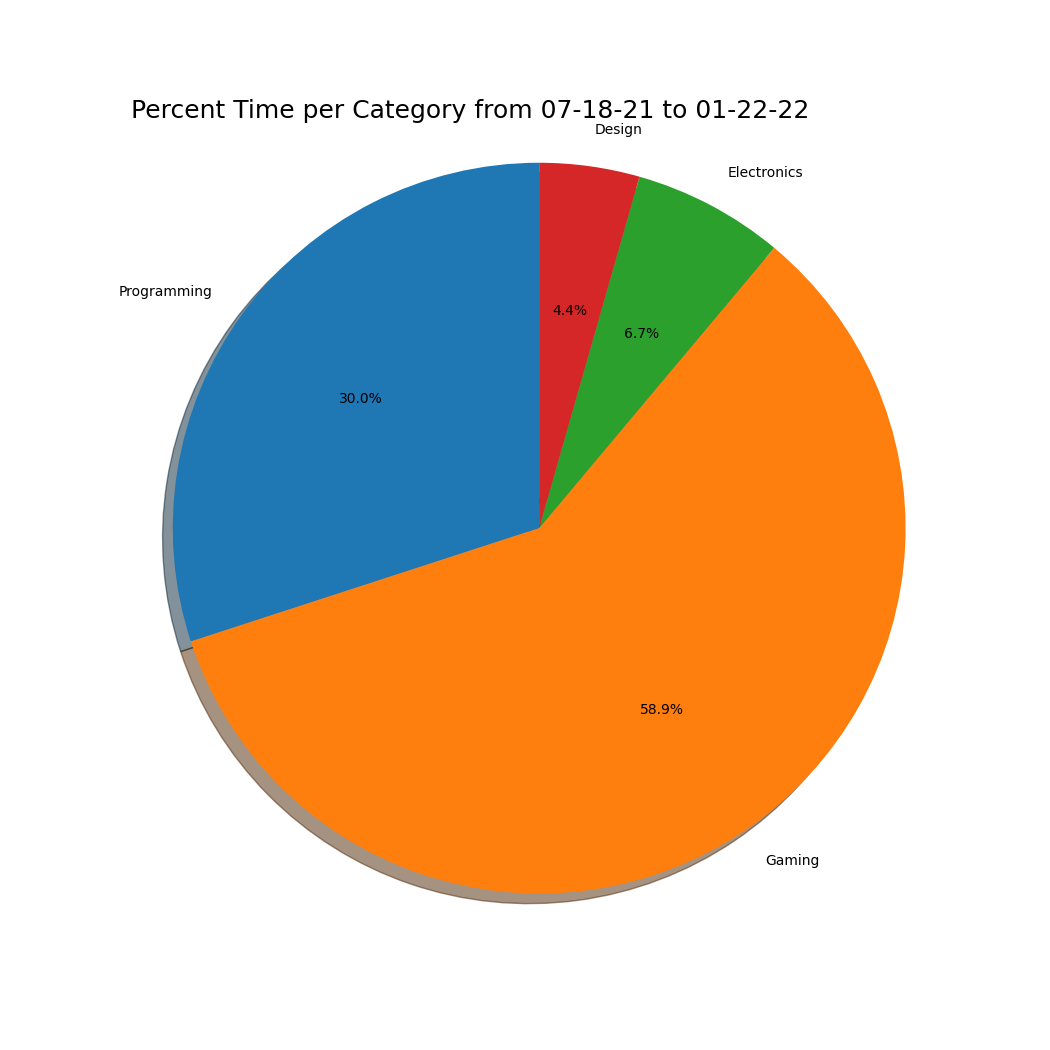 Percent Time per Category from 07-18-21 to 01-22-22
Design
Electronics
Programming
4.4%
6.7%
30.0%
58.9%
Gaming